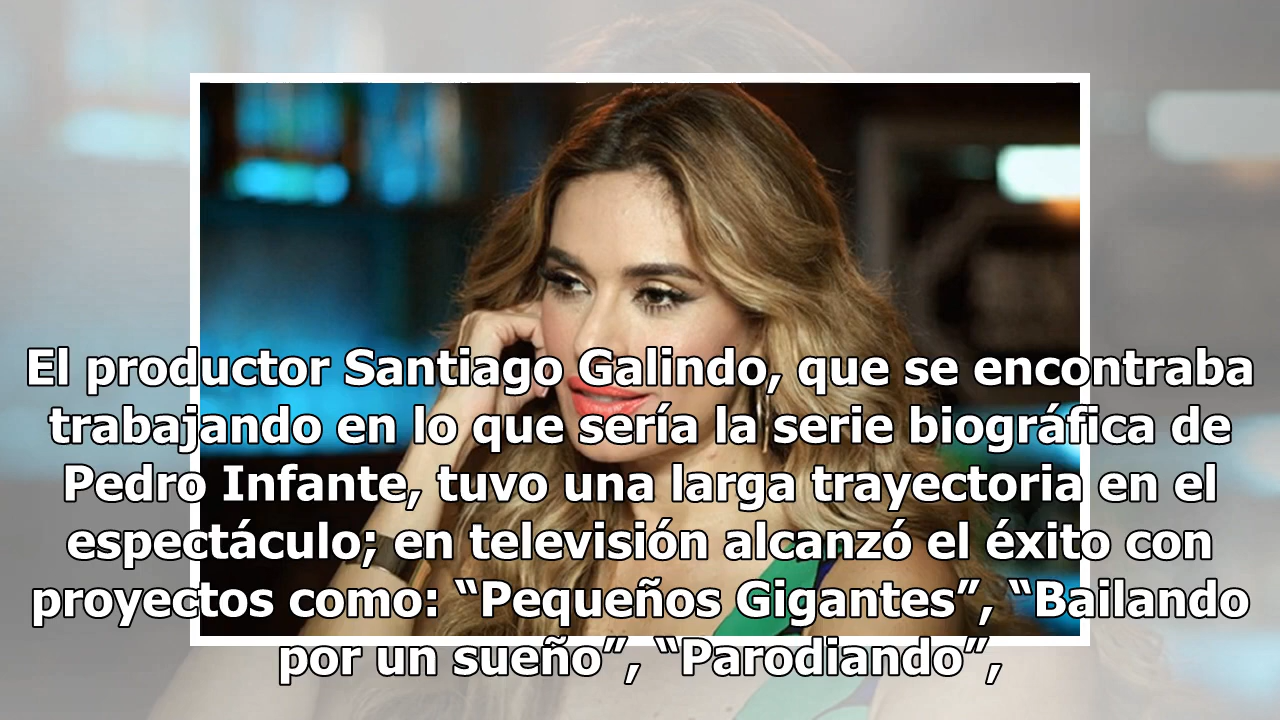 El productor Santiago Galindo, que se encontraba
trabajando en lo que sería la serie biográfica de
Pedro Infante, tuvo una larga trayectoria en el
espectáculo; en televisión alcanzó el éxito con
proyectos como: “Pequeños Gigantes”, “Bailando
por un sueño”, “Parodiando”,